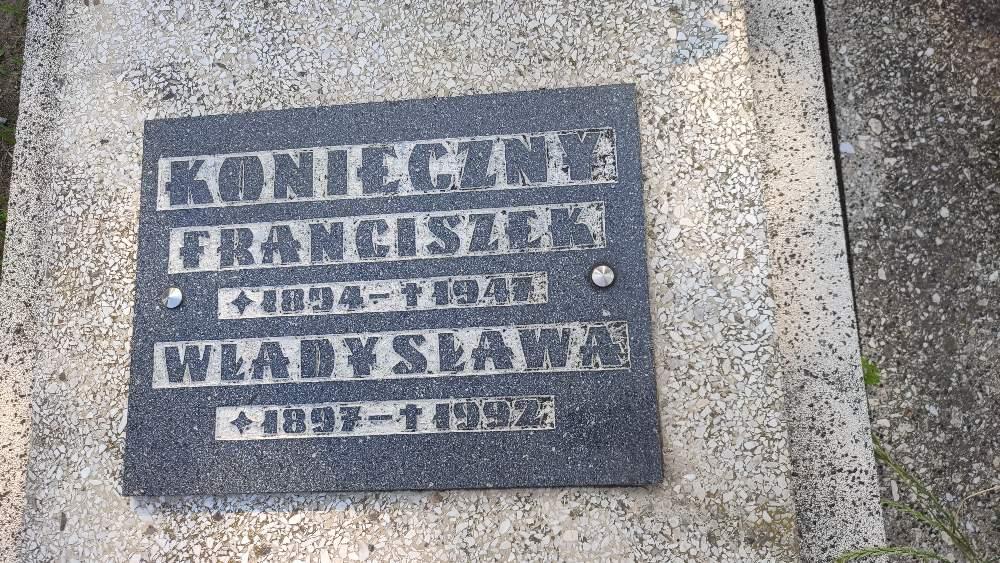 KONIECZNY
FRANCISZEK
✦1894-†1947
WŁADYSŁAWA
✦1897-†1992